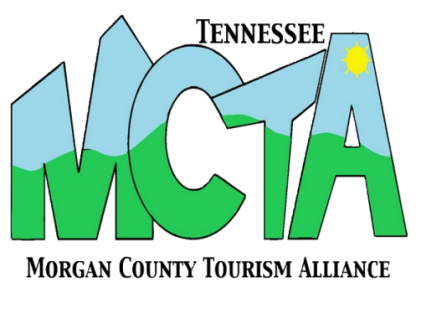 TENNESSEE
MCTA
MORGAN COUNTY TOURISM ALLIANCE